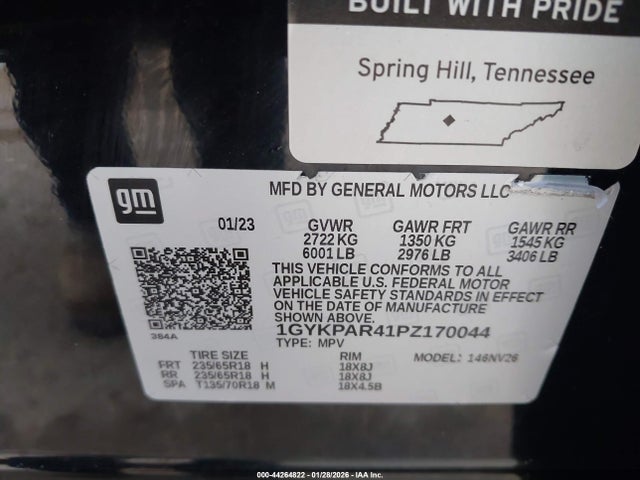 BUILT WITH PRIDE
Spring Hill, Tennessee
gm
MFD BY GENERAL MOTORS LLC
01/23 GVWR GAWR FRT GAWR RR
2722 KG 1350 KG 1545 KG
6001 LB 2976 LB 3406 LB
THIS VEHICLE CONFORMS TO ALL
APPLICABLE U.S. FEDERAL MOTOR
VEHICLE SAFETY STANDARDS IN EFFECT
ON THE DATE OF MANUFACTURE
SHOWN ABOVE.
384A
1GYKPAR41PZ170044
TYPE: MPV MODEL: 146NV26
TIRE SIZE RIM
FRT 235/65R18 H 18X8J
RR 235/65R18 H 18X8J
SPA T135/70R18 M 18X4.5B
000-44264822 - 01/28/2026 - IAA Inc.